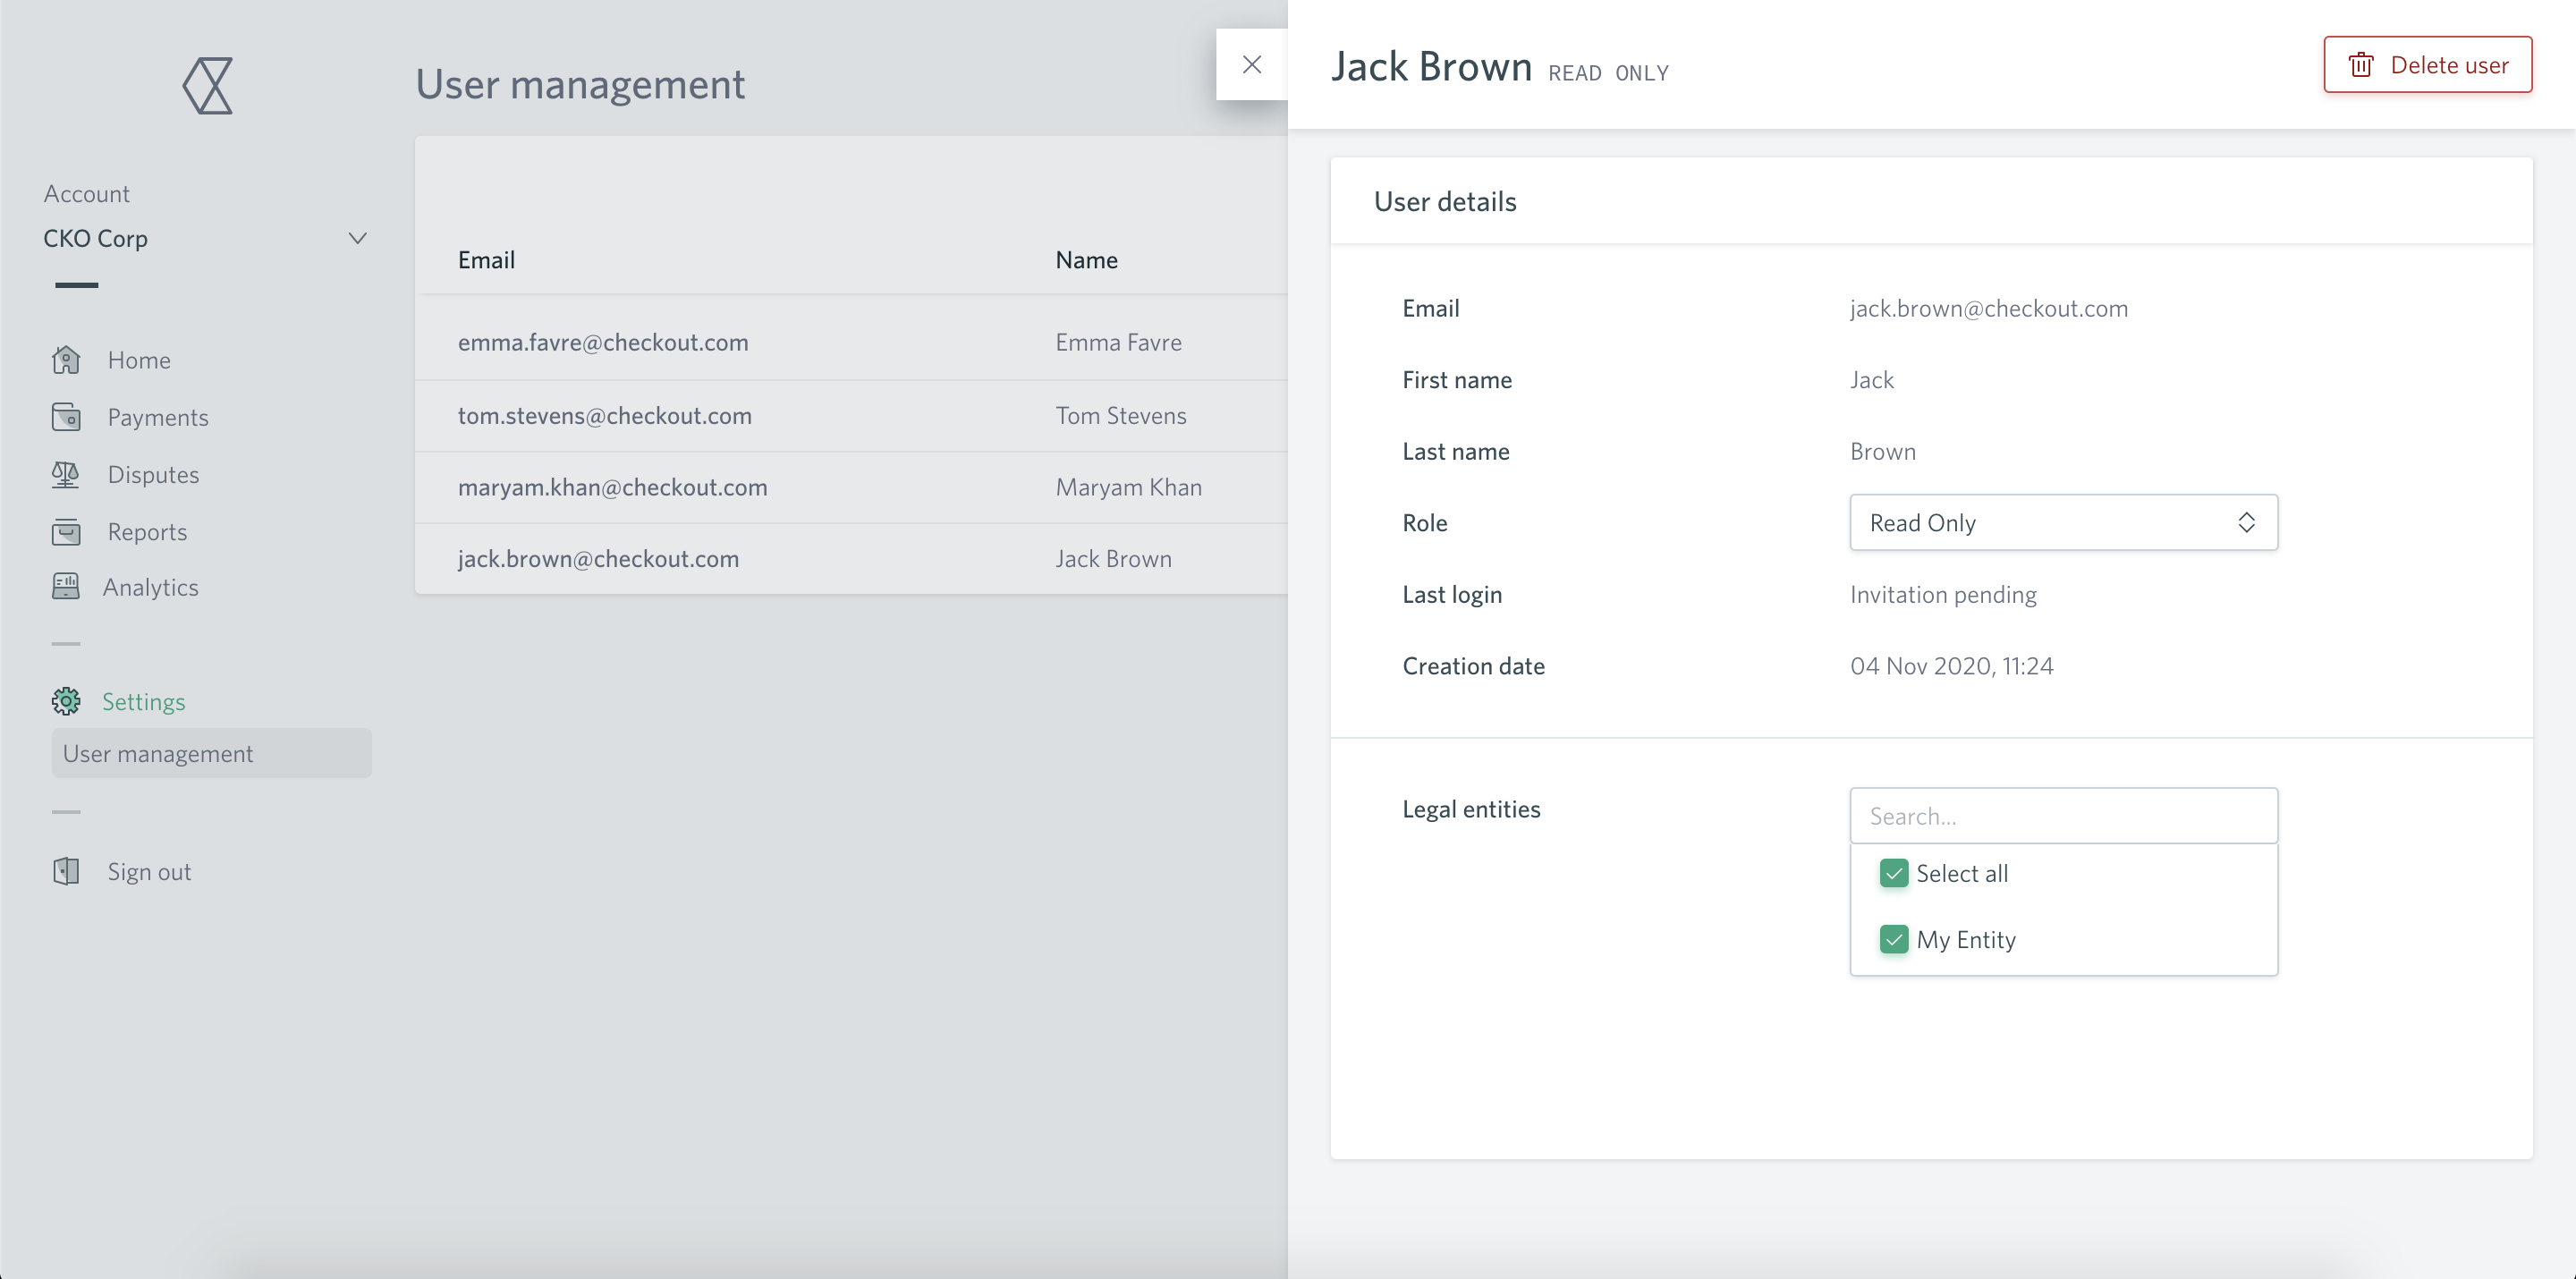 Account
CKO Corp
Home
Payments
Disputes
Reports
Analytics
Settings
User management
Sign out
User management
Email Name
emma.favre@checkout.com Emma Favre
tom.stevens@checkout.com Tom Stevens
maryam.khan@checkout.com Maryam Khan
jack.brown@checkout.com Jack Brown
Jack Brown READ ONLY
Delete user
User details
Email jack.brown@checkout.com
First name Jack
Last name Brown
Role Read Only
Last login Invitation pending
Creation date 04 Nov 2020, 11:24
Legal entities Search...
Select all
My Entity